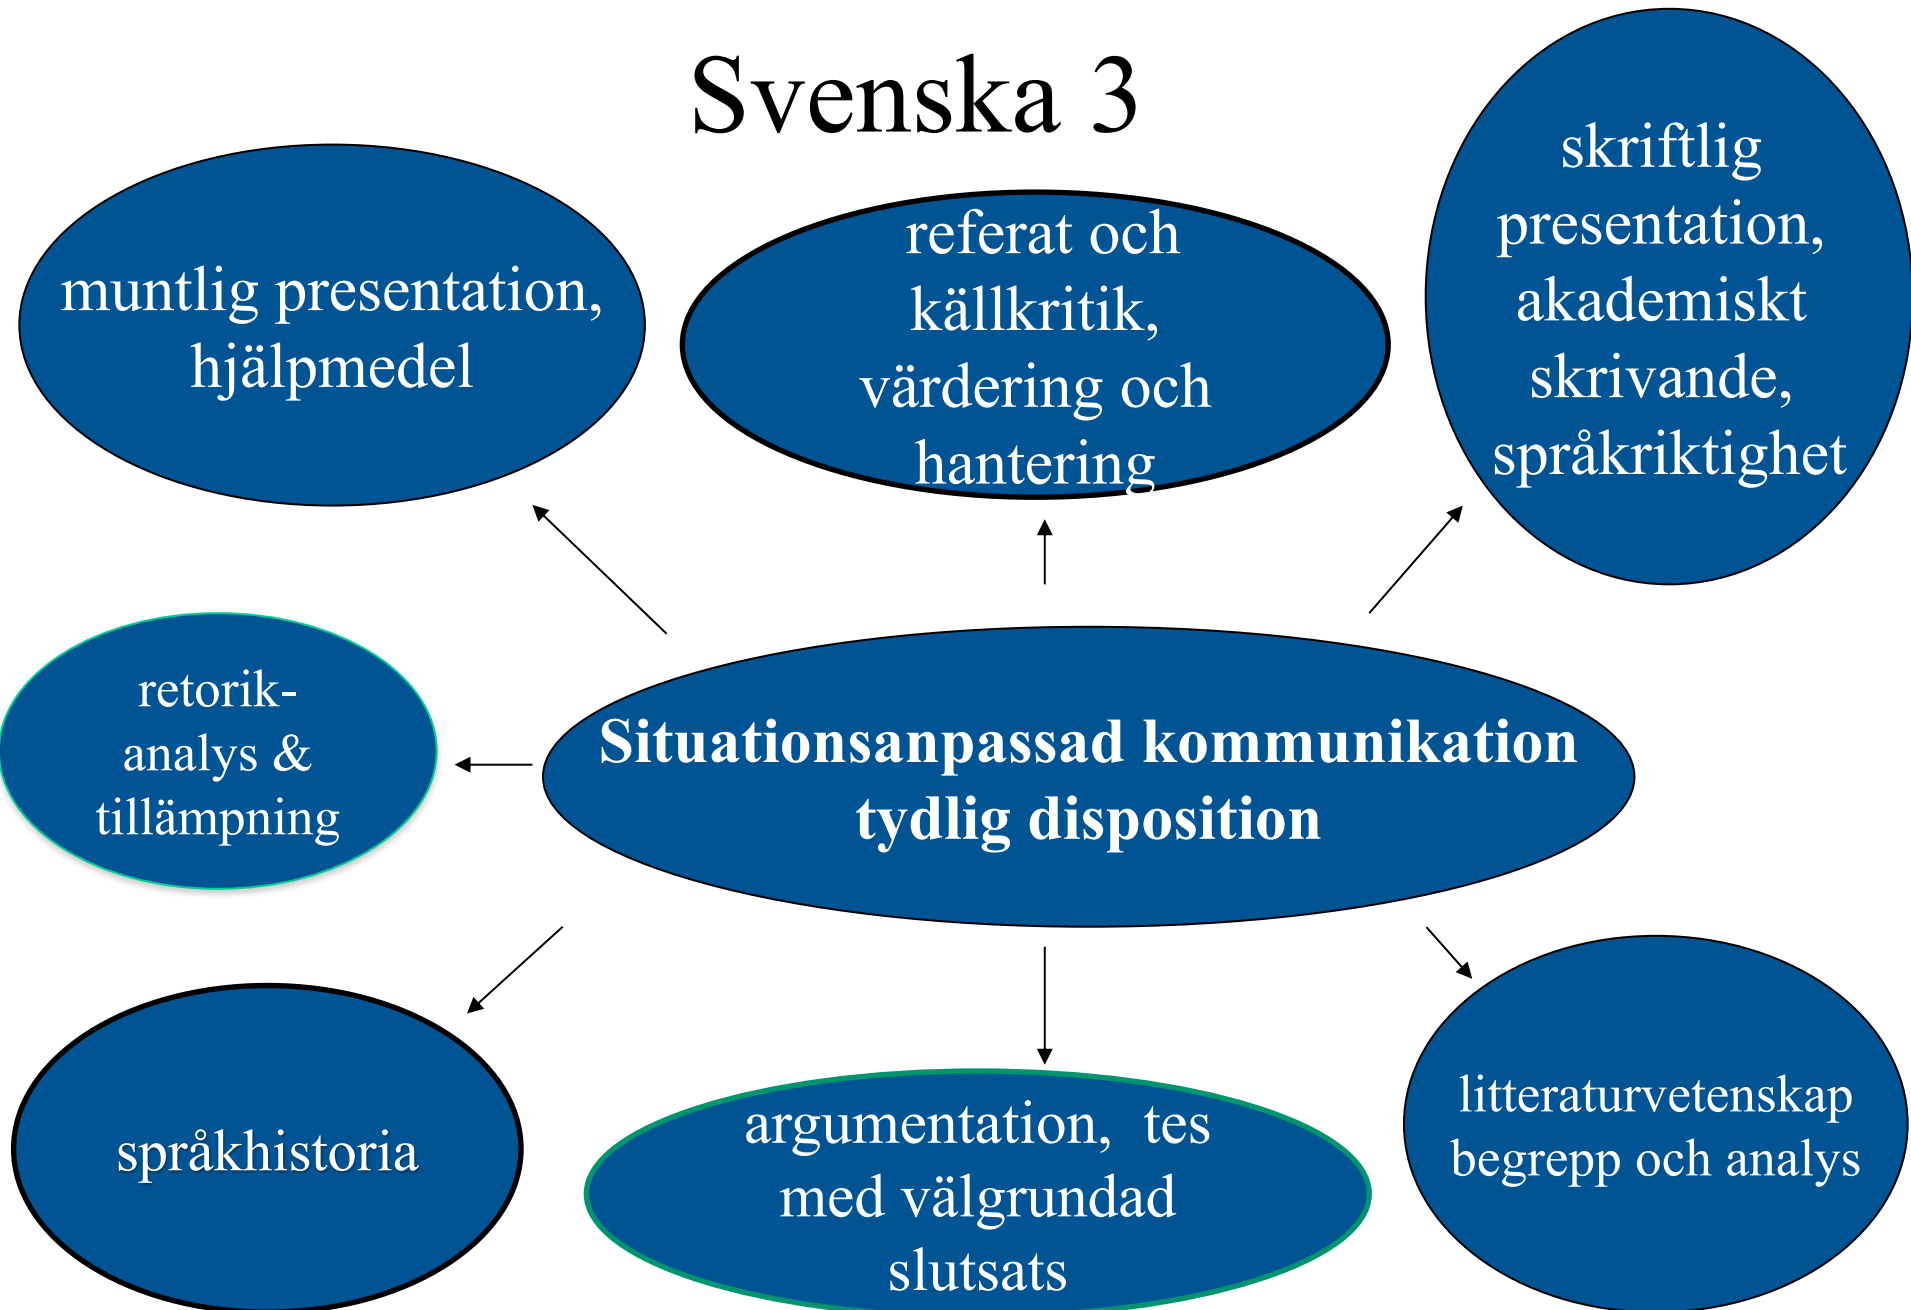 Svenska 3
muntlig presentation,
hjälpmedel
referat och
källkritik,
värdering och
hantering
skriftlig
presentation,
akademiskt
skrivande,
språkriktighet
retorik-
analys &
tillämpning
Situationsanpassad kommunikation
tydlig disposition
språkhistoria
argumentation, tes
med välgrundad
slutsats
litteraturvetenskap
begrepp och analys